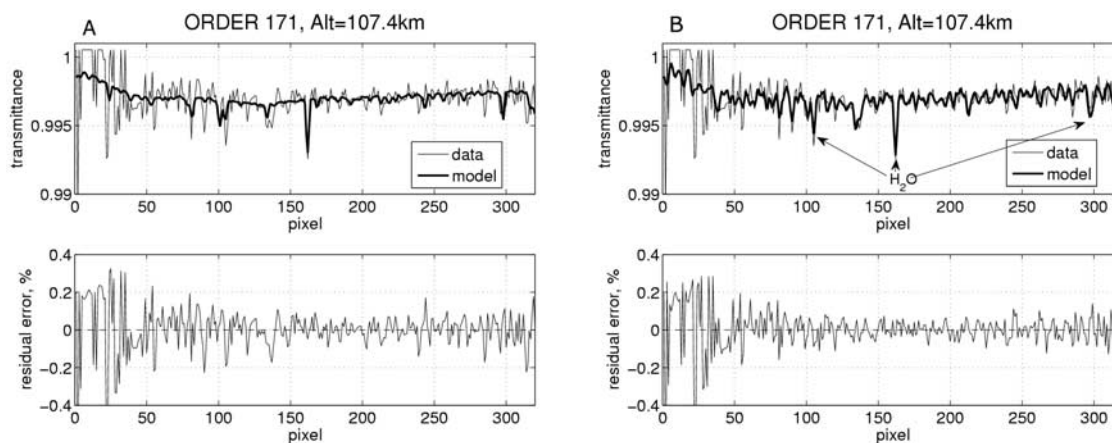 A
ORDER 171, Alt=107.4km
transmittance
1
0.995
0.99
data
model
0 50 100 150 200 250 300
pixel
residual error, %
0.4
0.2
0
−0.2
−0.4
0 50 100 150 200 250 300
pixel
B
ORDER 171, Alt=107.4km
transmittance
1
0.995
0.99
H₂O
data
model
0 50 100 150 200 250 300
pixel
residual error, %
0.4
0.2
0
−0.2
−0.4
0 50 100 150 200 250 300
pixel